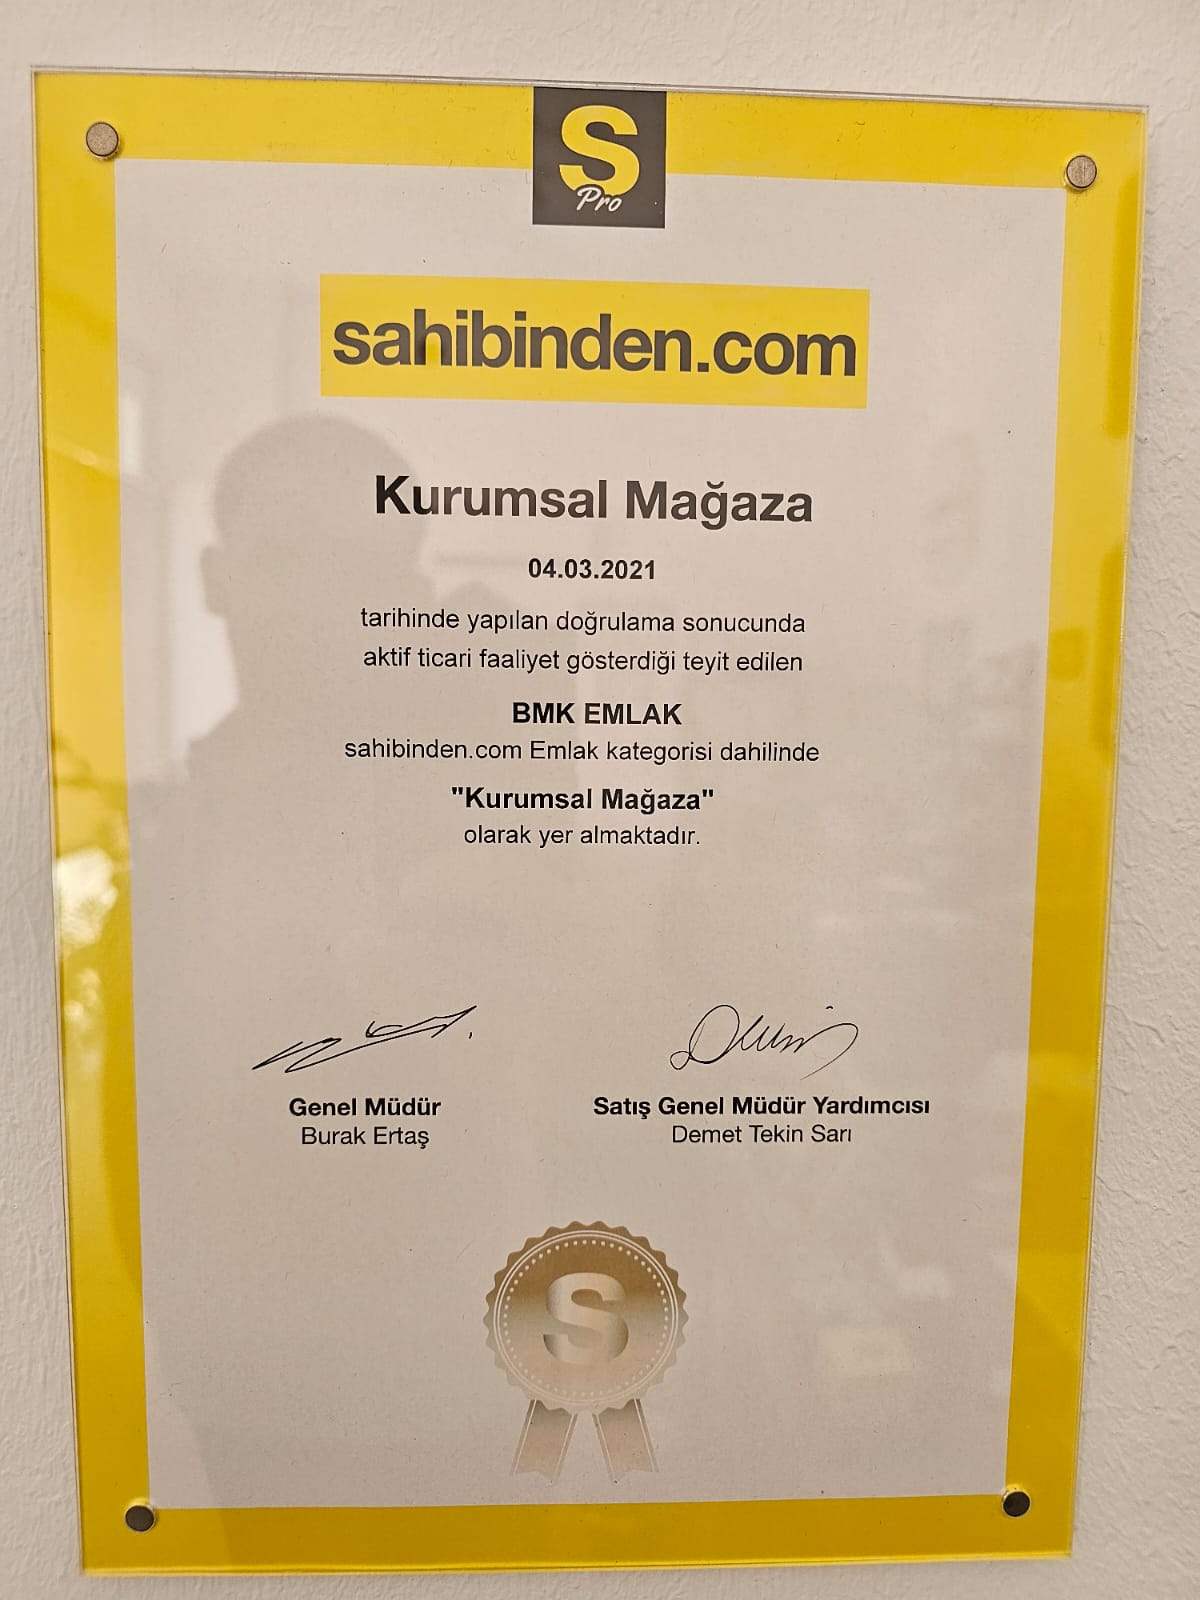 S
Pro
sahibinden.com
Kurumsal Mağaza
04.03.2021
tarihinde yapılan doğrulama sonucunda
aktif ticari faaliyet gösterdiği teyit edilen
BMK EMLAK
sahibinden.com Emlak kategorisi dahilinde
"Kurumsal Mağaza"
olarak yer almaktadır.
Genel Müdür
Burak Ertaş
Satış Genel Müdür Yardımcısı
Demet Tekin Sarı
S